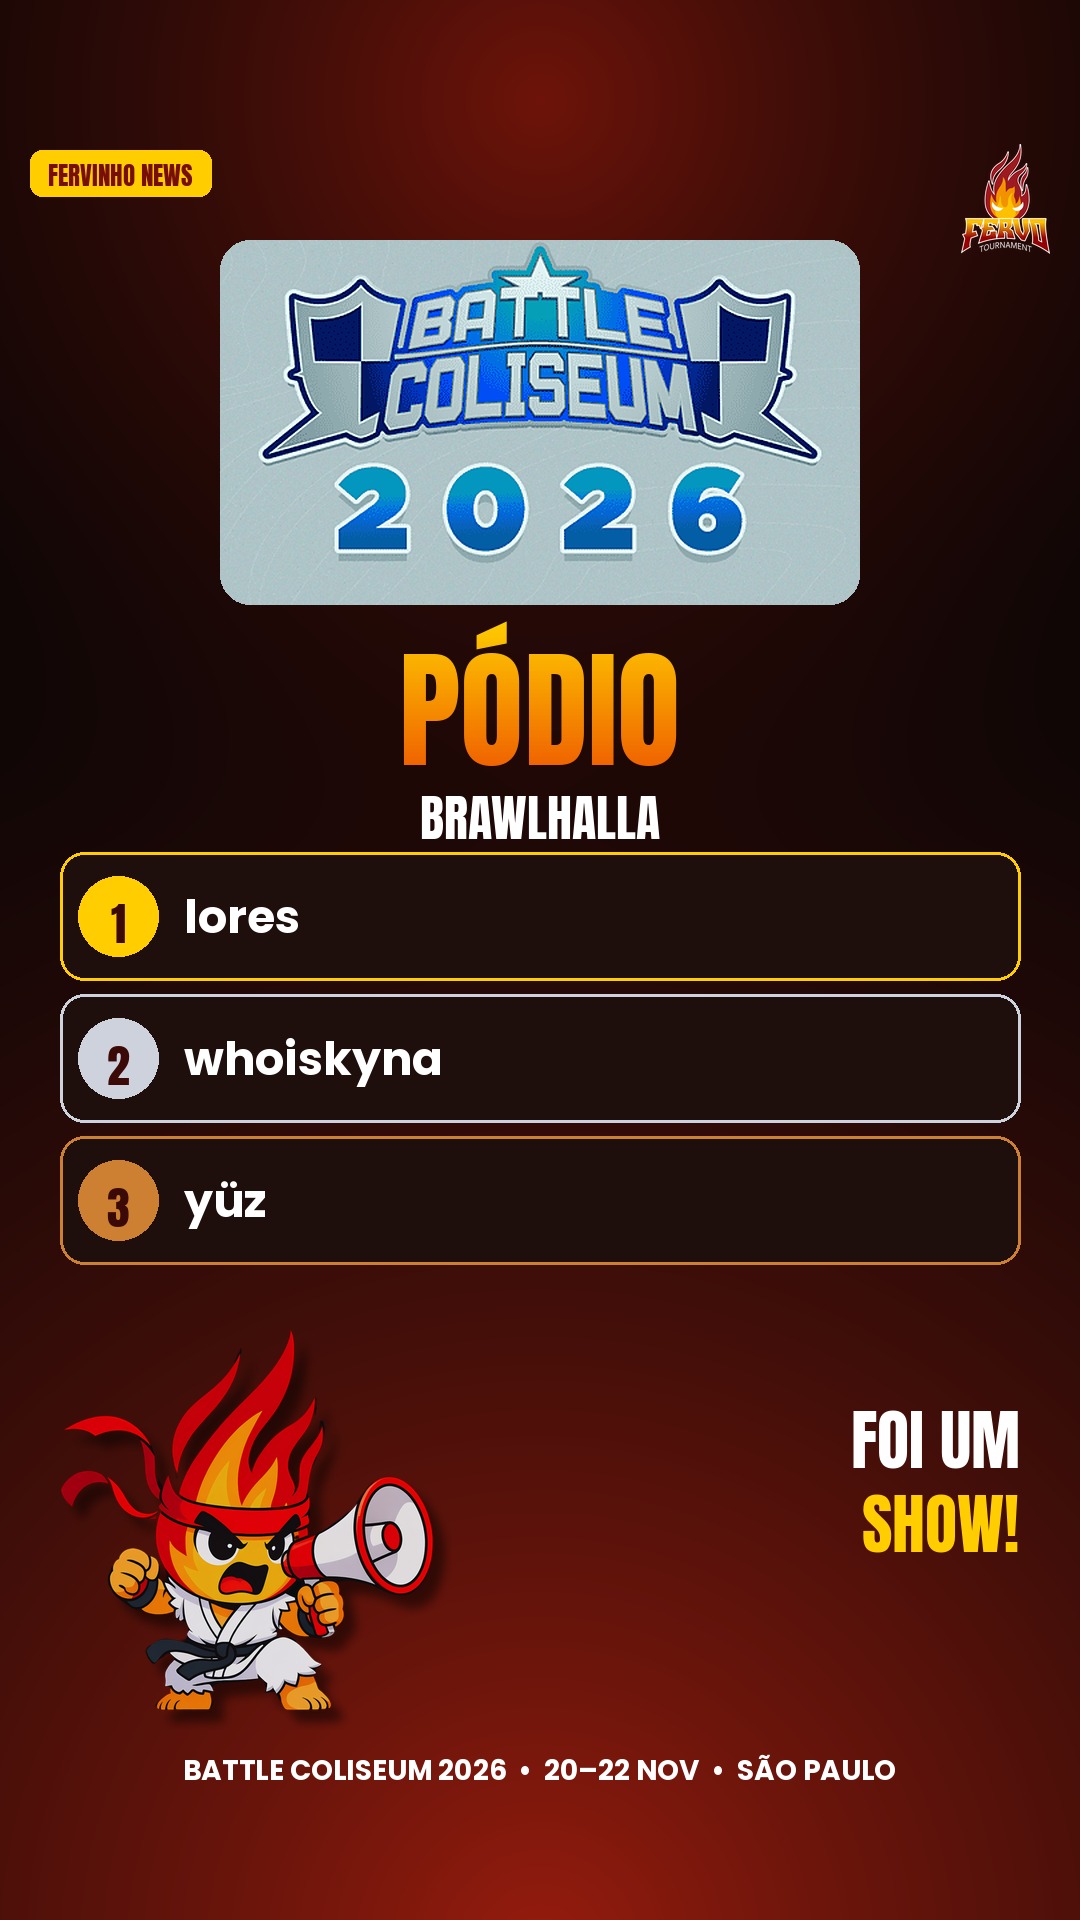 FERVINHO NEWS
FERVO
TOURNAMENT
BATTLE
COLISEUM
2026
PÓDIO
BRAWLHALLA
1 lores
2 whoiskyna
3 yüz
FOI UM
SHOW!
BATTLE COLISEUM 2026 • 20–22 NOV • SÃO PAULO